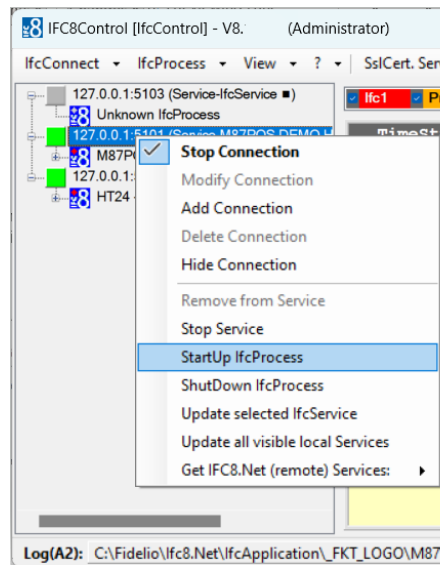 IFC8Control [IfcControl] - V8. (Administrator)
IfcConnect IfcProcess View ? SslCert. Ser
127.0.0.1:5103 (Service-IfcService ■)
Unknown IfcProcess
127.0.0.1:5101 (Service-M87POS DEMO H
M87P
127.0.0.1:
HT24
Ifc1 P
TimeSt
Stop Connection
Modify Connection
Add Connection
Delete Connection
Hide Connection
Remove from Service
Stop Service
StartUp IfcProcess
ShutDown IfcProcess
Update selected IfcService
Update all visible local Services
Get IFC8.Net (remote) Services:
Log(A2): C:\Fidelio\Ifc8.Net\IfcApplication\_FKT_LOGO\M87